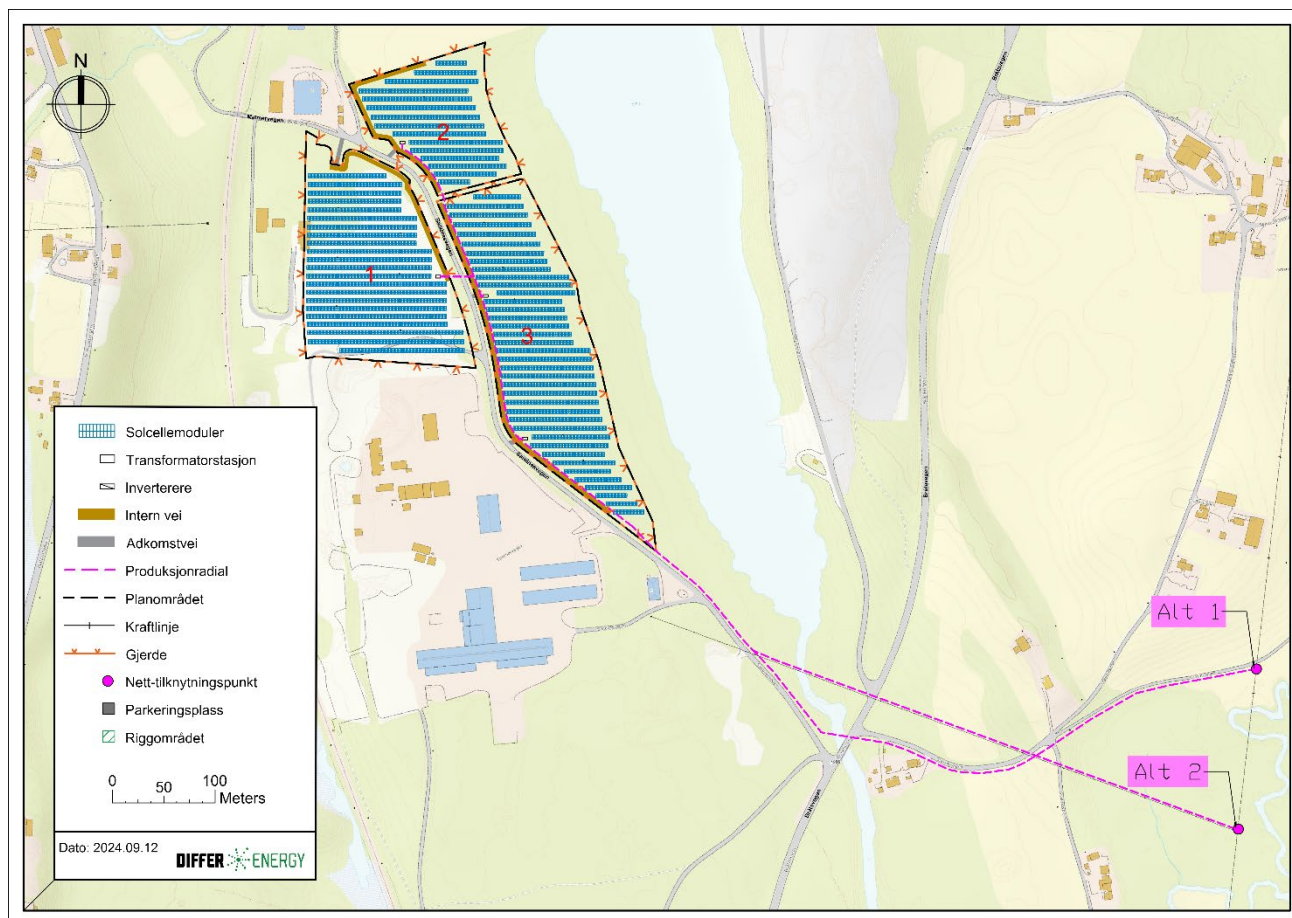 N
2
1
3
Solcellemoduler
Transformatorstasjon
Inverterere
Intern vei
Adkomstvei
Produksjonradial
Planområdet
Kraftlinje
Gjerde
Nett-tilknytningspunkt
Parkeringsplass
Riggområdet
0 50 100
Meters
Dato: 2024.09.12
DIFFER ENERGY
Alt 1
Alt 2